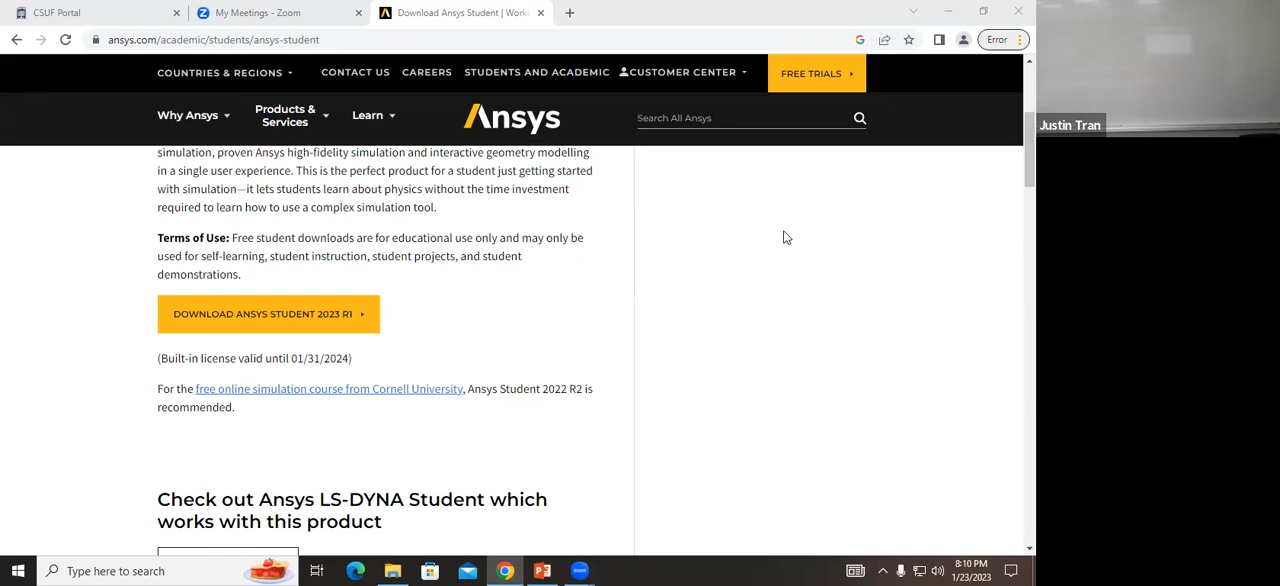 CSUF Portal
My Meetings - Zoom
Download Ansys Student | Work
ansys.com/academic/students/ansys-student
Error
COUNTRIES & REGIONS
CONTACT US
CAREERS
STUDENTS AND ACADEMIC
CUSTOMER CENTER
FREE TRIALS
Why Ansys
Products &
Services
Learn
Ansys
Search All Ansys
Justin Tran
simulation, proven Ansys high-fidelity simulation and interactive geometry modelling
in a single user experience. This is the perfect product for a student just getting started
with simulation—it lets students learn about physics without the time investment
required to learn how to use a complex simulation tool.
Terms of Use: Free student downloads are for educational use only and may only be
used for self-learning, student instruction, student projects, and student
demonstrations.
DOWNLOAD ANSYS STUDENT 2023 R1
(Built-in license valid until 01/31/2024)
For the free online simulation course from Cornell University, Ansys Student 2022 R2 is
recommended.
Check out Ansys LS-DYNA Student which
works with this product
Type here to search
8:10 PM
1/23/2023